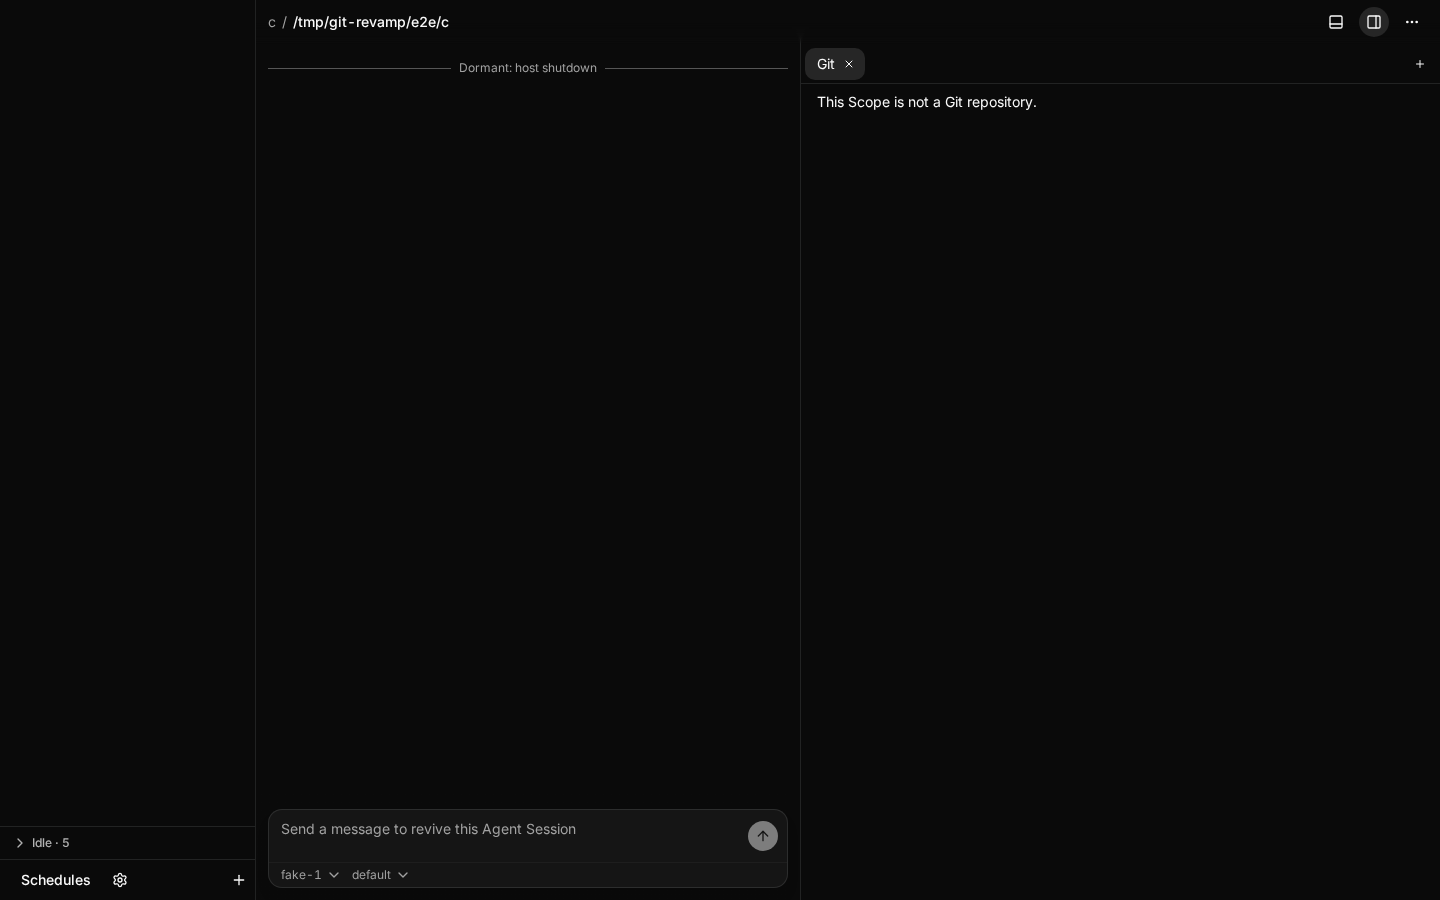 c / /tmp/git-revamp/e2e/c
Dormant: host shutdown
Git
This Scope is not a Git repository.
Send a message to revive this Agent Session
fake-1 default
Idle · 5
Schedules